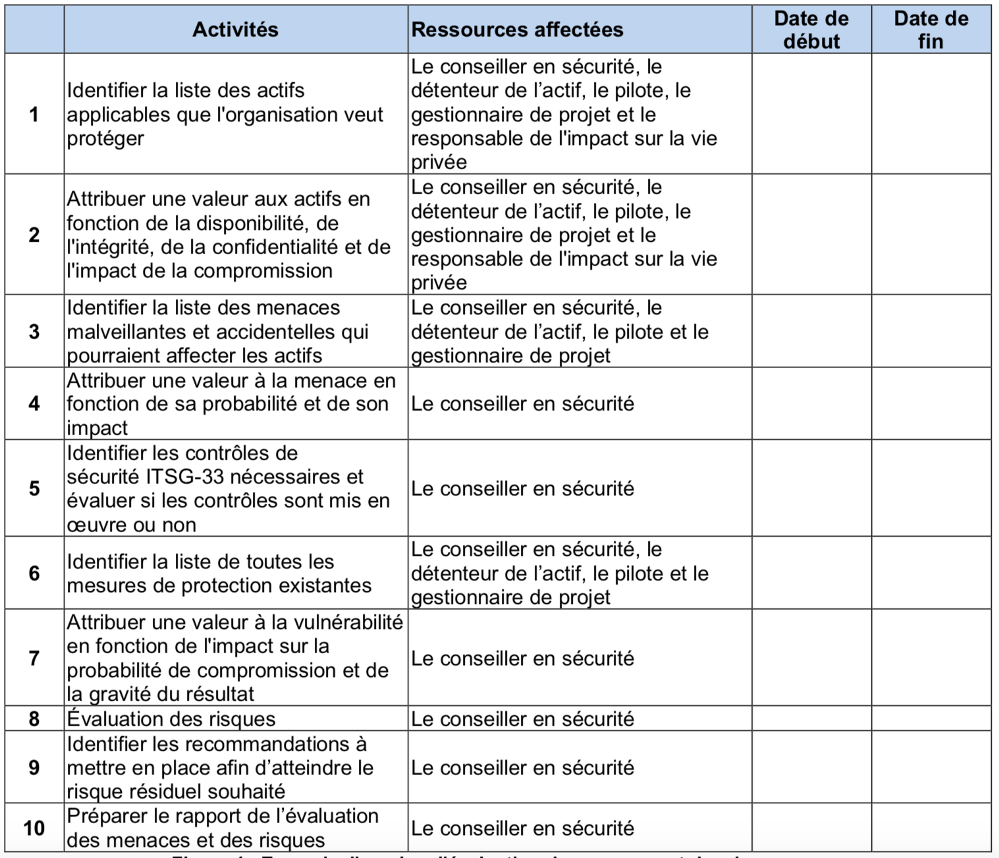 Activités
Ressources affectées
Date de
début
Date de
fin
1
Identifier la liste des actifs
applicables que l'organisation veut
protéger
Le conseiller en sécurité, le
détenteur de l’actif, le pilote, le
gestionnaire de projet et le
responsable de l'impact sur la vie
privée
2
Attribuer une valeur aux actifs en
fonction de la disponibilité, de
l'intégrité, de la confidentialité et de
l'impact de la compromission
Le conseiller en sécurité, le
détenteur de l’actif, le pilote, le
gestionnaire de projet et le
responsable de l'impact sur la vie
privée
3
Identifier la liste des menaces
malveillantes et accidentelles qui
pourraient affecter les actifs
Le conseiller en sécurité, le
détenteur de l’actif, le pilote et le
gestionnaire de projet
4
Attribuer une valeur à la menace en
fonction de sa probabilité et de son
impact
Le conseiller en sécurité
5
Identifier les contrôles de
sécurité ITSG-33 nécessaires et
évaluer si les contrôles sont mis en
œuvre ou non
Le conseiller en sécurité
6
Identifier la liste de toutes les
mesures de protection existantes
Le conseiller en sécurité, le
détenteur de l’actif, le pilote et le
gestionnaire de projet
7
Attribuer une valeur à la vulnérabilité
en fonction de l'impact sur la
probabilité de compromission et de
la gravité du résultat
Le conseiller en sécurité
8
Évaluation des risques
Le conseiller en sécurité
9
Identifier les recommandations à
mettre en place afin d’atteindre le
risque résiduel souhaité
Le conseiller en sécurité
10
Préparer le rapport de l’évaluation
des menaces et des risques
Le conseiller en sécurité